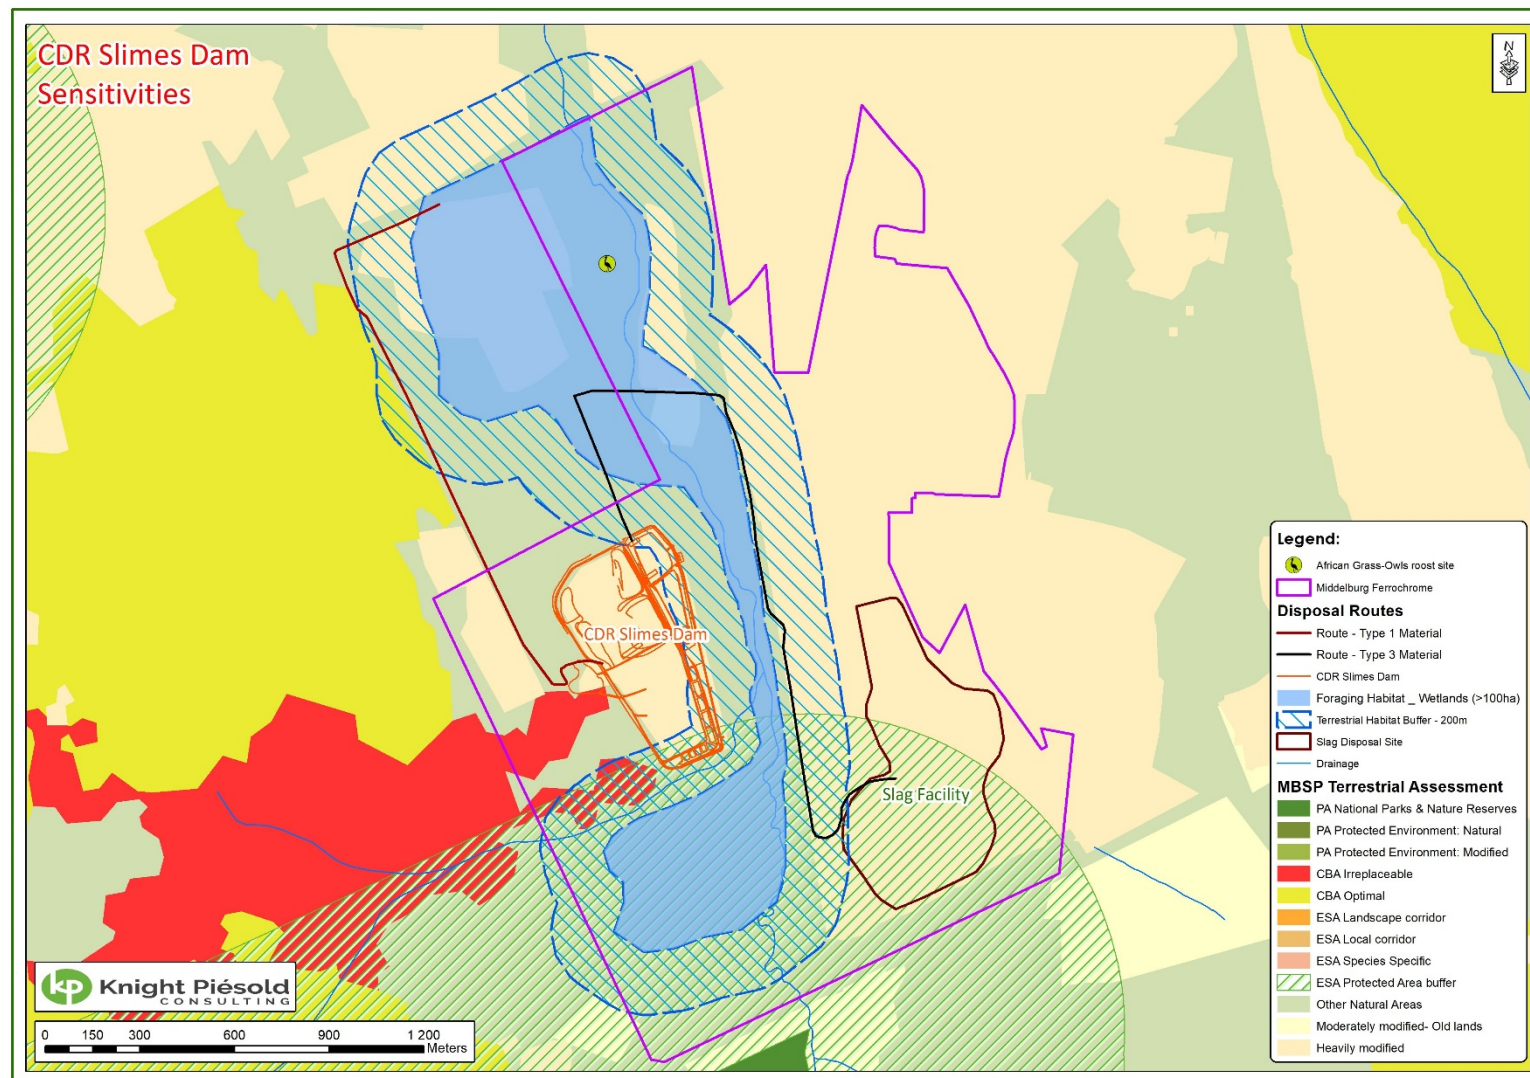 CDR Slimes Dam
Sensitivities
N
CDR Slimes Dam
Slag Facility
Knight Piésold
CONSULTING
kp
0 150 300 600 900 1 200
Meters
Legend:
African Grass-Owls roost site
Middelburg Ferrochrome
Disposal Routes
Route - Type 1 Material
Route - Type 3 Material
CDR Slimes Dam
Foraging Habitat _ Wetlands (>100ha)
Terrestrial Habitat Buffer - 200m
Slag Disposal Site
Drainage
MBSP Terrestrial Assessment
PA National Parks & Nature Reserves
PA Protected Environment: Natural
PA Protected Environment: Modified
CBA Irreplaceable
CBA Optimal
ESA Landscape corridor
ESA Local corridor
ESA Species Specific
ESA Protected Area buffer
Other Natural Areas
Moderately modified- Old lands
Heavily modified